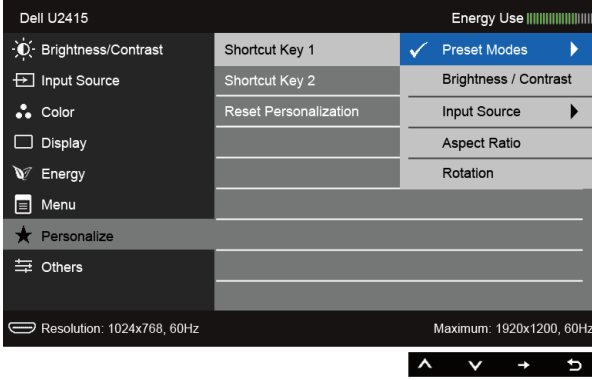 Dell U2415 Energy Use
Brightness/Contrast Shortcut Key 1 Preset Modes
Input Source Shortcut Key 2 Brightness / Contrast
Color Reset Personalization Input Source
Display Aspect Ratio
Energy Rotation
Menu
Personalize
Others
Resolution: 1024x768, 60Hz Maximum: 1920x1200, 60Hz